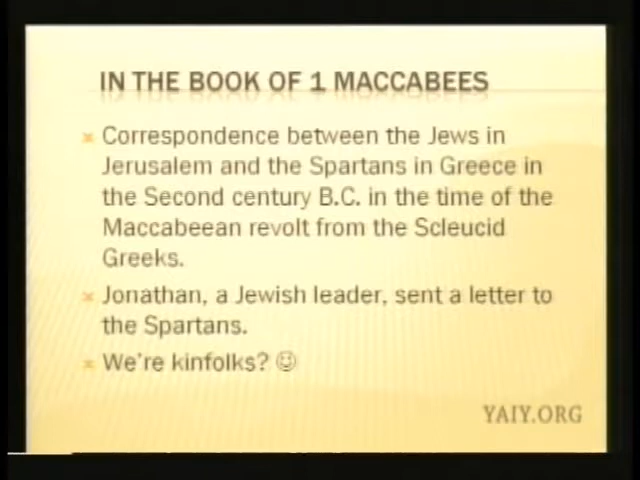 IN THE BOOK OF 1 MACCABEES
Correspondence between the Jews in
Jerusalem and the Spartans in Greece in
the Second century B.C. in the time of the
Maccabeean revolt from the Scleucid
Greeks.
Jonathan, a Jewish leader, sent a letter to
the Spartans.
We're kinfolks? ☺
YAIY.ORG